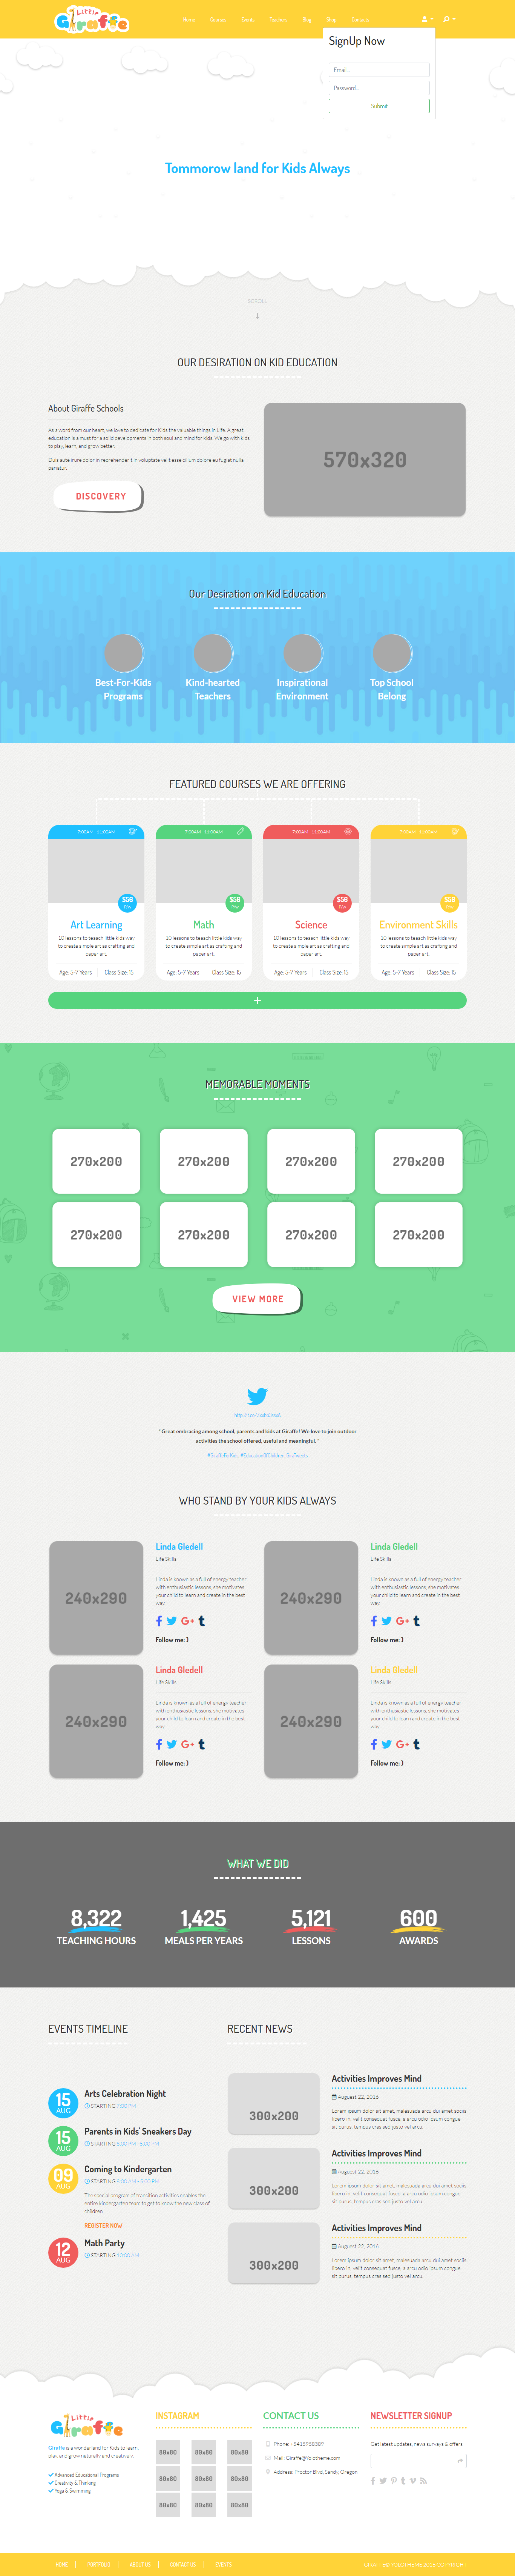 Little
Giraffe
Home Courses Events Teachers Blog Shop Contacts
SignUp Now
Email...
Password...
Submit
Tommorow land for Kids Always
SCROLL
OUR DESIRATION ON KID EDUCATION
About Giraffe Schools
As a word from our heart, we love to dedicate for Kids the valuable things in Life. A great
education is a must for a solid developments in both soul and mind for kids. We go with kids
to play, learn, and grow better.
Duis aute irure dolor in reprehenderit in voluptate velit esse cillum dolore eu fugiat nulla
pariatur.
DISCOVERY
570x320
Our Desiration on Kid Education
Best-For-Kids
Programs
Kind-hearted
Teachers
Inspirational
Environment
Top School
Belong
FEATURED COURSES WE ARE OFFERING
7:00AM - 11:00AM
$56
Art Learning
10 lessons to teaach little kids way
to create simple art as crafting and
paper art.
Age: 5-7 Years Class Size: 15
7:00AM - 11:00AM
$56
Math
10 lessons to teaach little kids way
to create simple art as crafting and
paper art.
Age: 5-7 Years Class Size: 15
7:00AM - 11:00AM
$56
Science
10 lessons to teaach little kids way
to create simple art as crafting and
paper art.
Age: 5-7 Years Class Size: 15
$56
Environment Skills
10 lessons to teaach little kids way
to create simple art as crafting and
paper art.
Age: 5-7 Years Class Size: 15
+
MEMORABLE MOMENTS
270x200 270x200 270x200 270x200
270x200 270x200 270x200 270x200
VIEW MORE
" Great embracing among school, parents and kids at Giraffe! We love to join outdoor
activities the school offered, useful and meaningful. "
WHO STAND BY YOUR KIDS ALWAYS
240x290
Linda Gledell
Life Skills
Linda is known as a full of energy teacher
with enthusiastic lessons, she motivates
your child to learn and create in the best
way.
Follow me: )
240x290
Linda Gledell
Life Skills
Linda is known as a full of energy teacher
with enthusiastic lessons, she motivates
your child to learn and create in the best
way.
Follow me: )
240x290
Linda Gledell
Life Skills
Linda is known as a full of energy teacher
with enthusiastic lessons, she motivates
your child to learn and create in the best
way.
Follow me: )
240x290
Linda Gledell
Life Skills
Linda is known as a full of energy teacher
with enthusiastic lessons, she motivates
your child to learn and create in the best
way.
Follow me: )
WHAT WE DID
8,322
TEACHING HOURS
1,425
MEALS PER YEARS
5,121
LESSONS
600
AWARDS
EVENTS TIMELINE
15
AUG
Arts Celebration Night
STARTING 7:00 PM
15
AUG
Parents in Kids' Sneakers Day
STARTING 5:00 PM - 8:00 PM
09
AUG
Coming to Kindergarten
STARTING 8:00 AM - 5:00 PM
The special program of transition activities enables the
entire kindergarten team to get to know the new class of
children.
REGISTER NOW
12
AUG
Math Party
STARTING 10:00 AM
RECENT NEWS
300x200
Activities Improves Mind
Auguest 22, 2016
Lorem ipsum dolor sit amet, malesuada arcu dui amet sociis
libero in, velit consequat fusce, a arcu odio ipsum congue
sit purus, tempus cras sed justo vel arcu.
300x200
Activities Improves Mind
Auguest 22, 2016
Lorem ipsum dolor sit amet, malesuada arcu dui amet sociis
libero in, velit consequat fusce, a arcu odio ipsum congue
sit purus, tempus cras sed justo vel arcu.
300x200
Activities Improves Mind
Auguest 22, 2016
Lorem ipsum dolor sit amet, malesuada arcu dui amet sociis
libero in, velit consequat fusce, a arcu odio ipsum congue
sit purus, tempus cras sed justo vel arcu.
Little
Giraffe
Giraffe is a wonderland for Kids to learn,
play and grow naturally and creatively.
Advanced Educational Programs
Creativity & Thinking
Yoga & Swimming
INSTAGRAM
80x80 80x80 80x80
80x80 80x80 80x80
80x80 80x80 80x80
CONTACT US
Phone: +8415938389
Mail: Giraffe@Yolotheme.com
Address: Proctor Blvd, Sandy, Oregon
NEWSLETTER SIGNUP
Get latest updates, news surveys & offers
HOME | PORTFOLIO | ABOUT US | CONTACT US | EVENTS